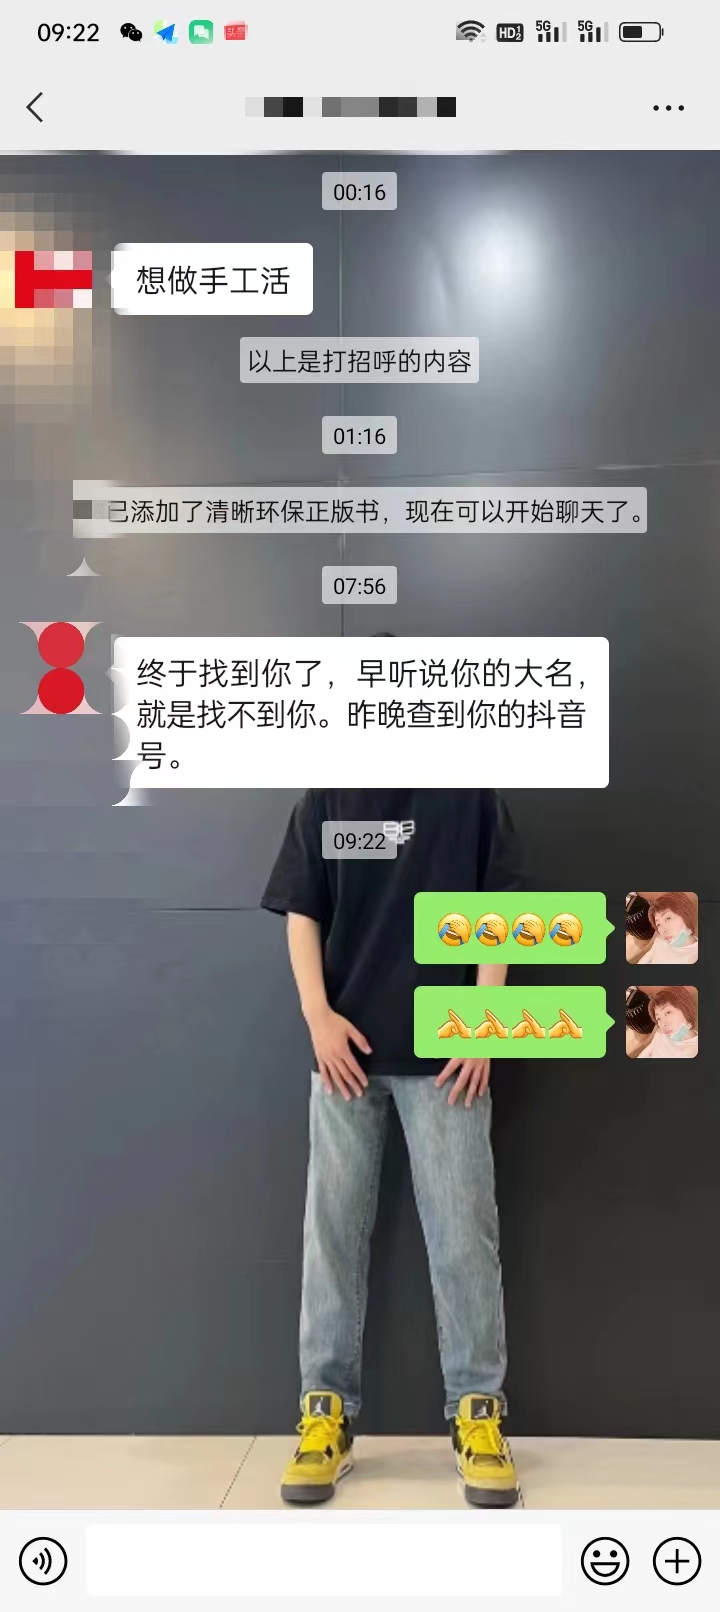 09:22
HD
5G
5G
00:16
想做手工活
以上是打招呼的内容
01:16
已添加了清晰环保正版书，现在可以开始聊天了。
07:56
终于找到你了，早听说你的大名，
就是找不到你。昨晚查到你的抖音
号。
09:22